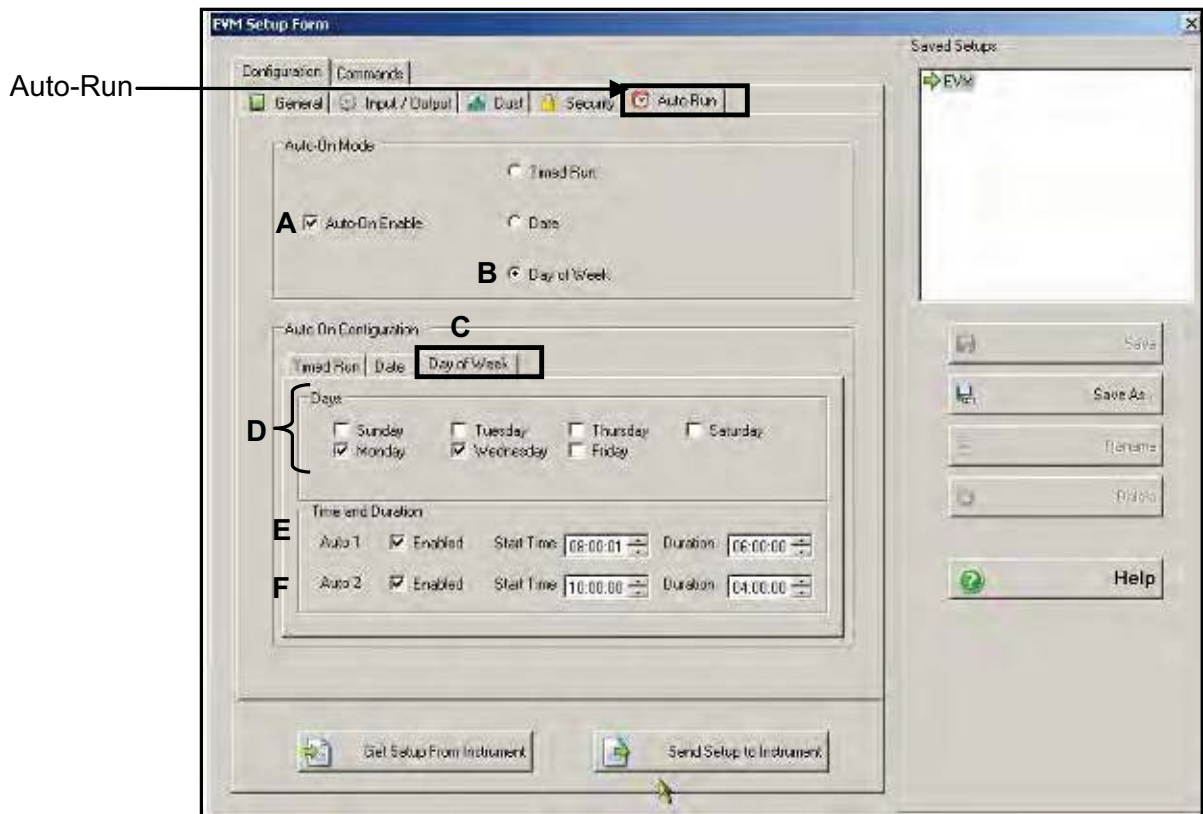 EVM Setup Form
Saved Setups
Configuration Commands
EVM
Auto-Run
General Input / Output Dust Security Auto-Run
Auto-On Mode
Timed Run
A Auto-On Enable Date
B Day of Week
Auto On Configuration C
Timed Run Date Day of Week
Save
Days
D
Sunday Tuesday Thursday Saturday
Monday Wednesday Friday
Save As
Rename
Delete
Time and Duration
E Auto 1 Enabled Start Time 08:00:01 Duration 06:00:00
F Auto 2 Enabled Start Time Duration 04:00:00
Help
Get Setup From Instrument Send Setup to Instrument